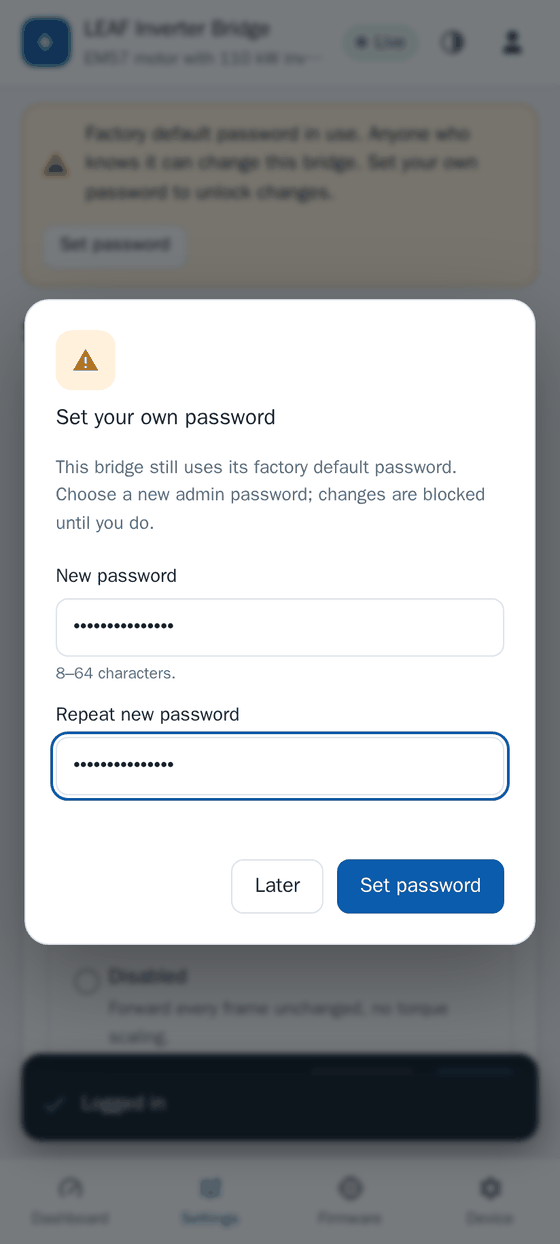 LEAF Inverter Bridge
EM57 motor with 110 kW inv…
Live
Factory default password in use. Anyone who
knows it can change this bridge. Set your own
password to unlock changes.
Set password
Set your own password
This bridge still uses its factory default password.
Choose a new admin password; changes are blocked
until you do.
New password
•••••••••••••••
8–64 characters.
Repeat new password
•••••••••••••••
Later
Set password
Disabled
Forward every frame unchanged, no torque
scaling.
Logged in
Dashboard
Settings
Firmware
Device